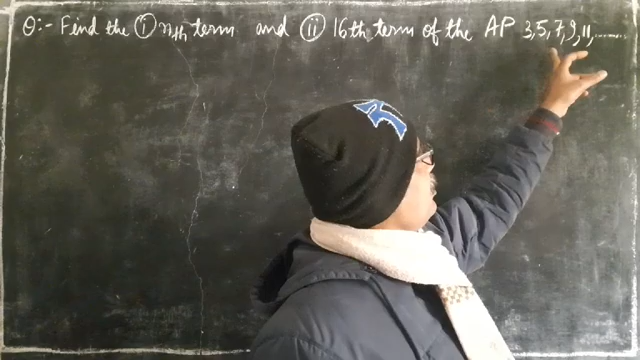 Q:- Find the (i) nth term and (ii) 16th term of the AP 3,5,7,9,11,......